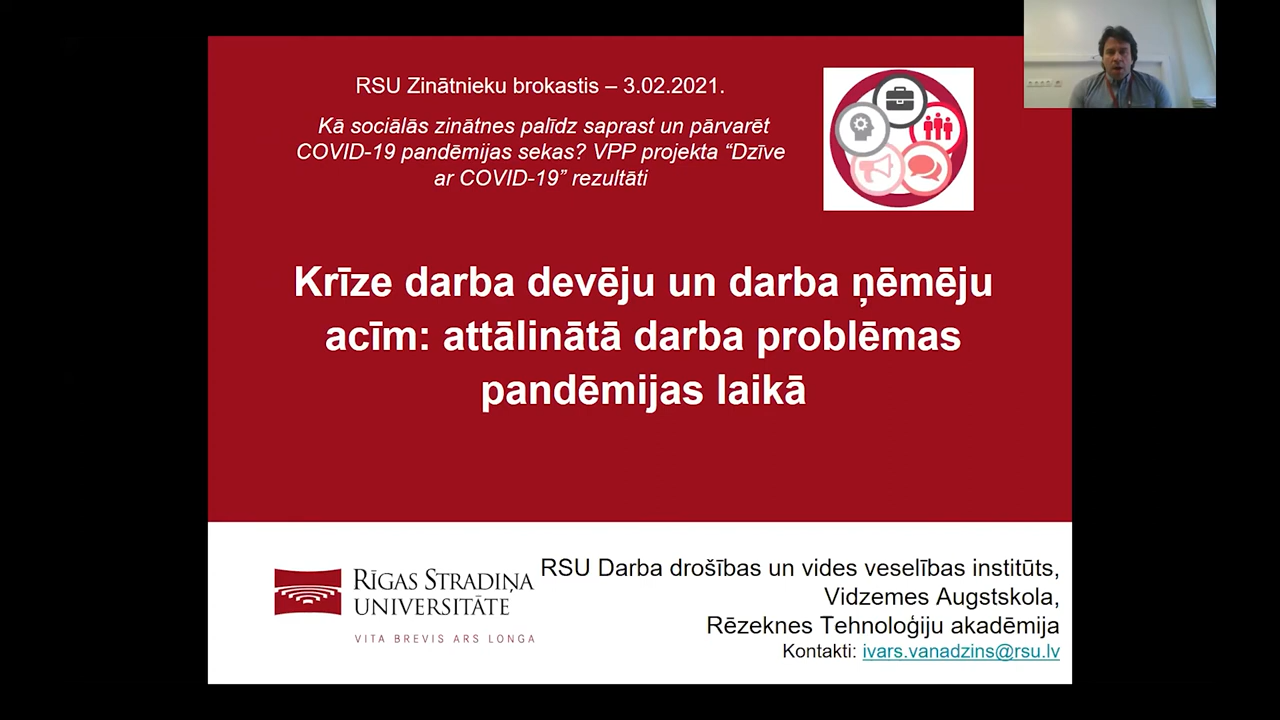 RSU Zinātnieku brokastis – 3.02.2021.
Kā sociālās zinātnes palīdz saprast un pārvarēt
COVID-19 pandēmijas sekas? VPP projekta “Dzīve
ar COVID-19” rezultāti
Krīze darba devēju un darba ņēmēju
acīm: attālinātā darba problēmas
pandēmijas laikā
RĪGAS STRADIŅA
UNIVERSITĀTE
VITA BREVIS ARS LONGA
RSU Darba drošības un vides veselības institūts,
Vidzemes Augstskola,
Rēzeknes Tehnoloģiju akadēmija
Kontakti: ivars.vanadzins@rsu.lv